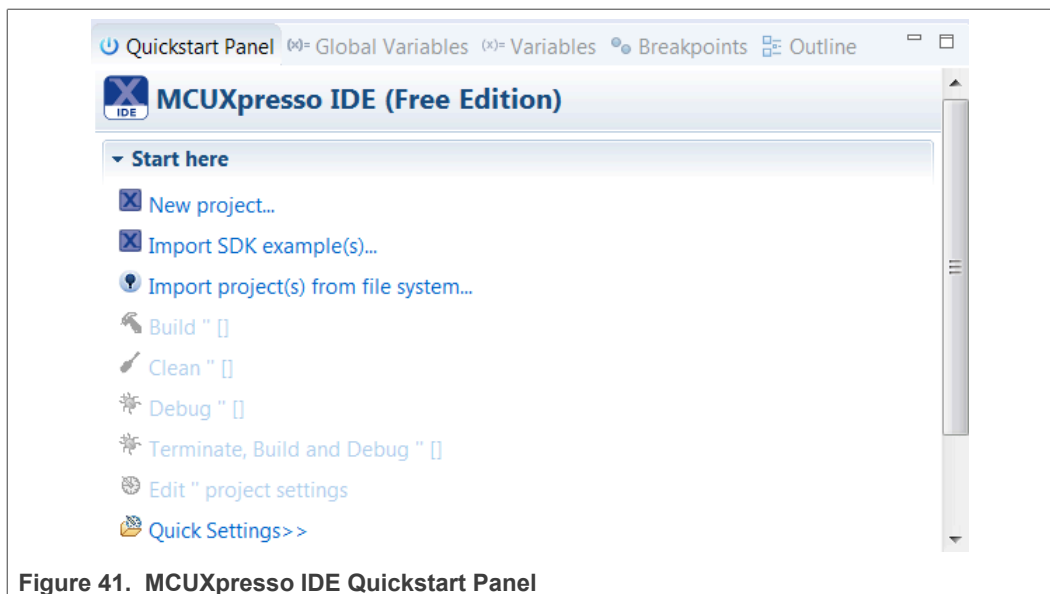 Quickstart Panel (x)= Global Variables (x)= Variables Breakpoints Outline
IDE MCUXpresso IDE (Free Edition)
Start here
New project...
Import SDK example(s)...
Import project(s) from file system...
Build '' []
Clean '' []
Debug '' []
Terminate, Build and Debug '' []
Edit '' project settings
Quick Settings>>
Figure 41. MCUXpresso IDE Quickstart Panel